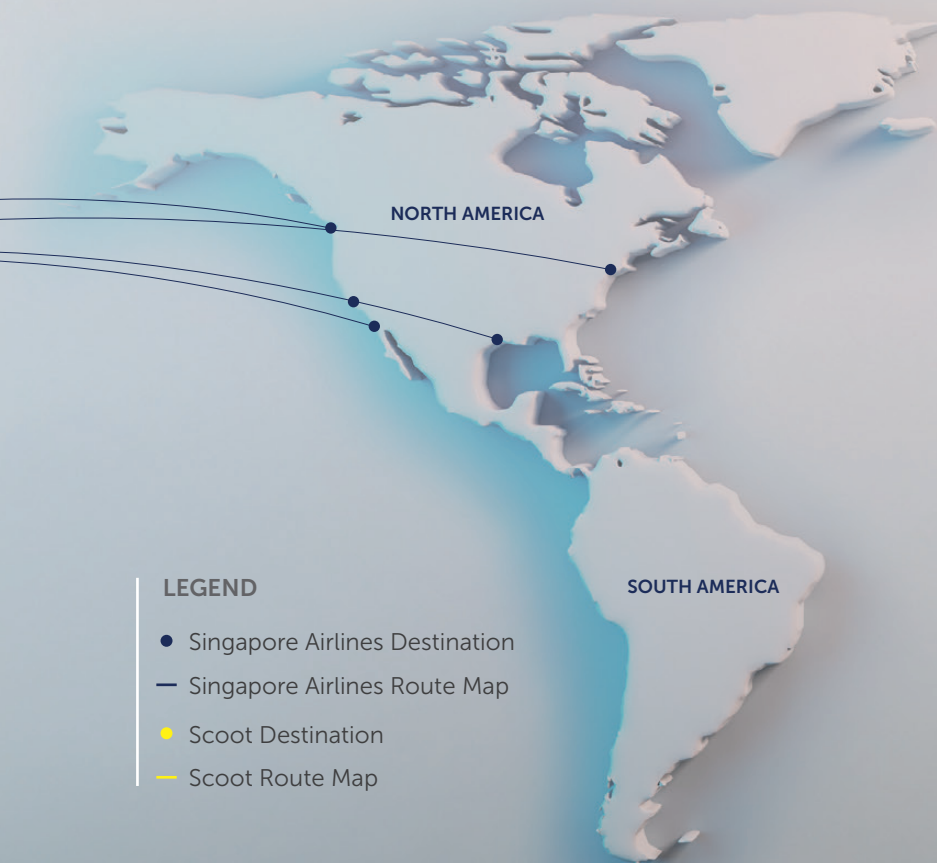 NORTH AMERICA
SOUTH AMERICA
LEGEND
Singapore Airlines Destination
Singapore Airlines Route Map
Scoot Destination
Scoot Route Map